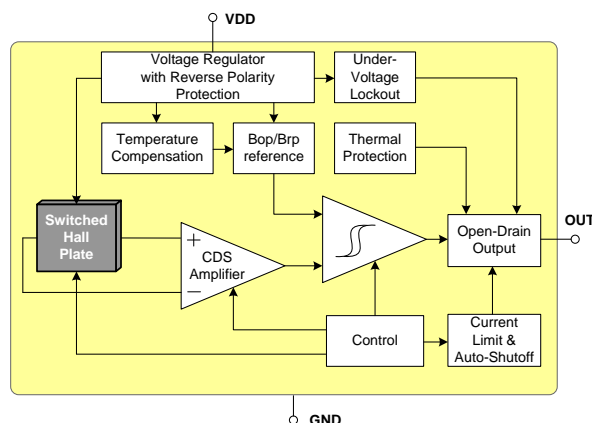 VDD
Voltage Regulator
with Reverse Polarity
Protection
Under-
Voltage
Lockout
Temperature
Compensation
Bop/Brp
reference
Thermal
Protection
Switched
Hall
Plate
+
CDS
Amplifier
−
Open-Drain
Output
OUT
Control
Current
Limit &
Auto-Shutoff
GND